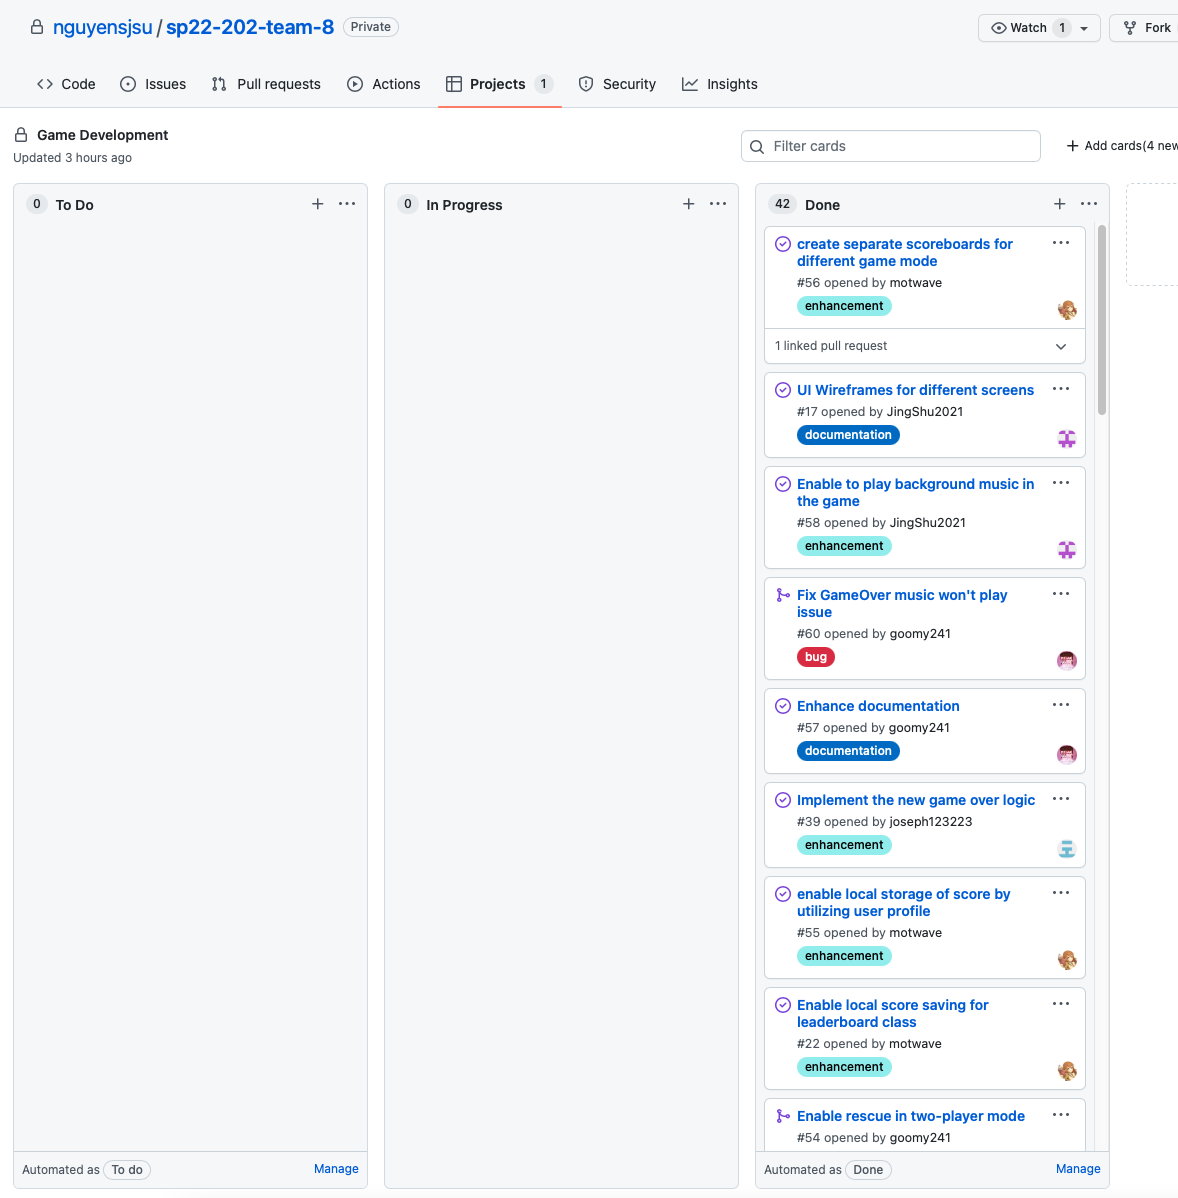 nguyensjsu / sp22-202-team-8 Private
Watch 1
Fork
Code
Issues
Pull requests
Actions
Projects 1
Security
Insights
Game Development
Updated 3 hours ago
Filter cards
+ Add cards(4 new
0 To Do
0 In Progress
42 Done
create separate scoreboards for
different game mode
#56 opened by motwave
enhancement
1 linked pull request
UI Wireframes for different screens
#17 opened by JingShu2021
documentation
Enable to play background music in
the game
#58 opened by JingShu2021
enhancement
Fix GameOver music won't play
issue
#60 opened by goomy241
bug
Enhance documentation
#57 opened by goomy241
documentation
Implement the new game over logic
#39 opened by joseph123223
enhancement
enable local storage of score by
utilizing user profile
#55 opened by motwave
enhancement
Enable local score saving for
leaderboard class
#22 opened by motwave
enhancement
Enable rescue in two-player mode
#54 opened by goomy241
Automated as To do
Manage
Automated as Done
Manage